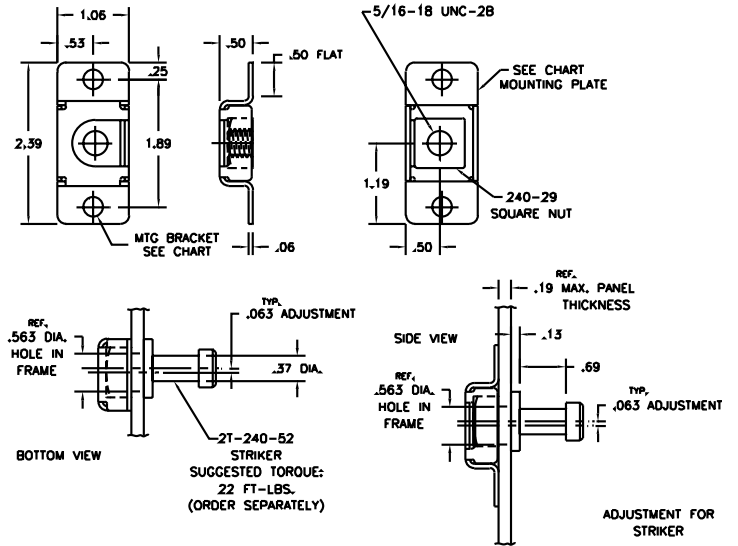 1.06
.53
.25
2.39
1.89
MTG BRACKET
SEE CHART
.50
.50 FLAT
.06
5/16-18 UNC-2B
SEE CHART
MOUNTING PLATE
1.19
240-29
SQUARE NUT
.50
REF.
.563 DIA.
HOLE IN
FRAME
TYP.
.063 ADJUSTMENT
.37 DIA.
2T-240-52
STRIKER
SUGGESTED TORQUE:
22 FT-LBS.
(ORDER SEPARATELY)
BOTTOM VIEW
REF.
.19 MAX. PANEL
THICKNESS
SIDE VIEW
.13
.69
REF.
.563 DIA.
HOLE IN
FRAME
TYP.
.063 ADJUSTMENT
ADJUSTMENT FOR
STRIKER